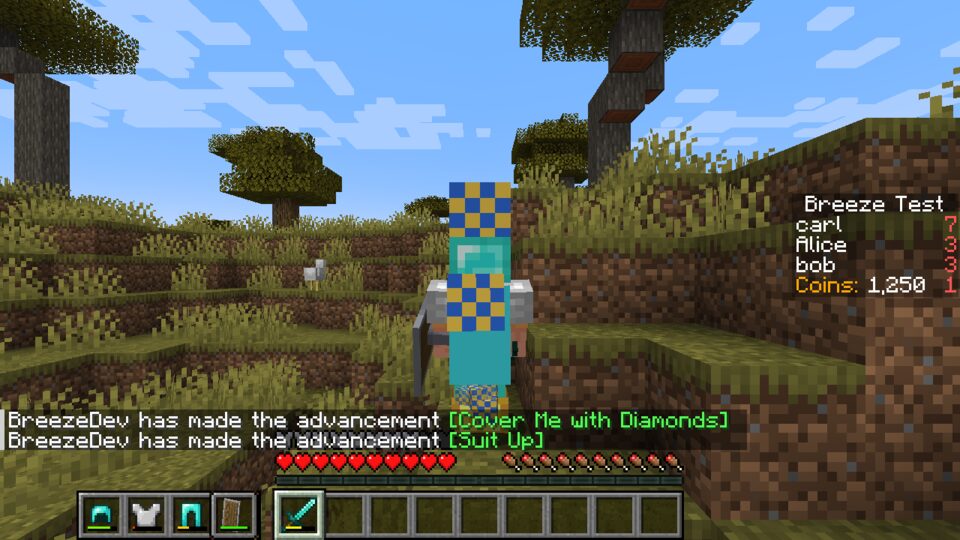 Breeze Test
carl 7
Alice 3
bob 3
Coins: 1,250 1
BreezeDev has made the advancement [Cover Me with Diamonds]
BreezeDev has made the advancement [Suit Up]